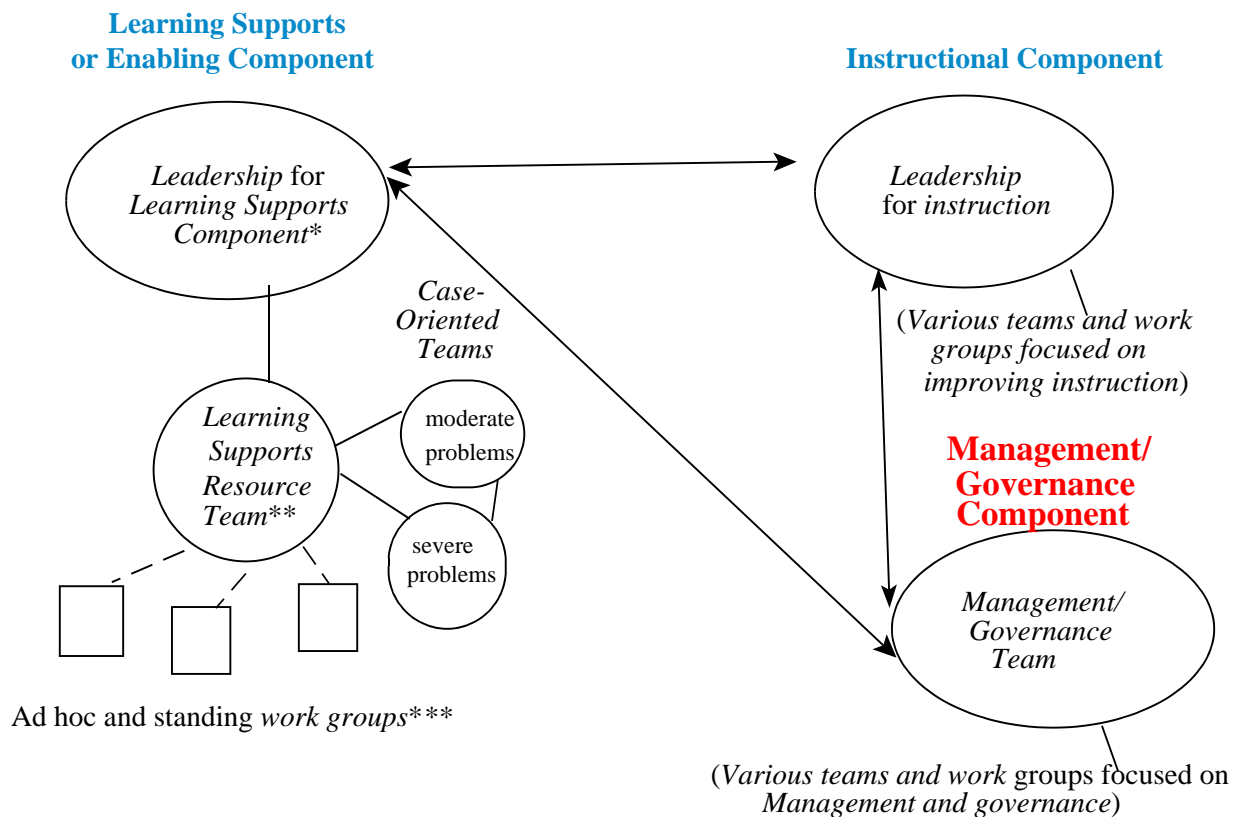 Learning Supports
or Enabling Component
Instructional Component
Leadership for
Learning Supports
Component*
Leadership
for instruction
Case-
Oriented
Teams
(Various teams and work
groups focused on
improving instruction)
Learning
Supports
Resource
Team**
moderate
problems
severe
problems
Management/
Governance
Component
Management/
Governance
Team
Ad hoc and standing work groups***
(Various teams and work groups focused on
Management and governance)